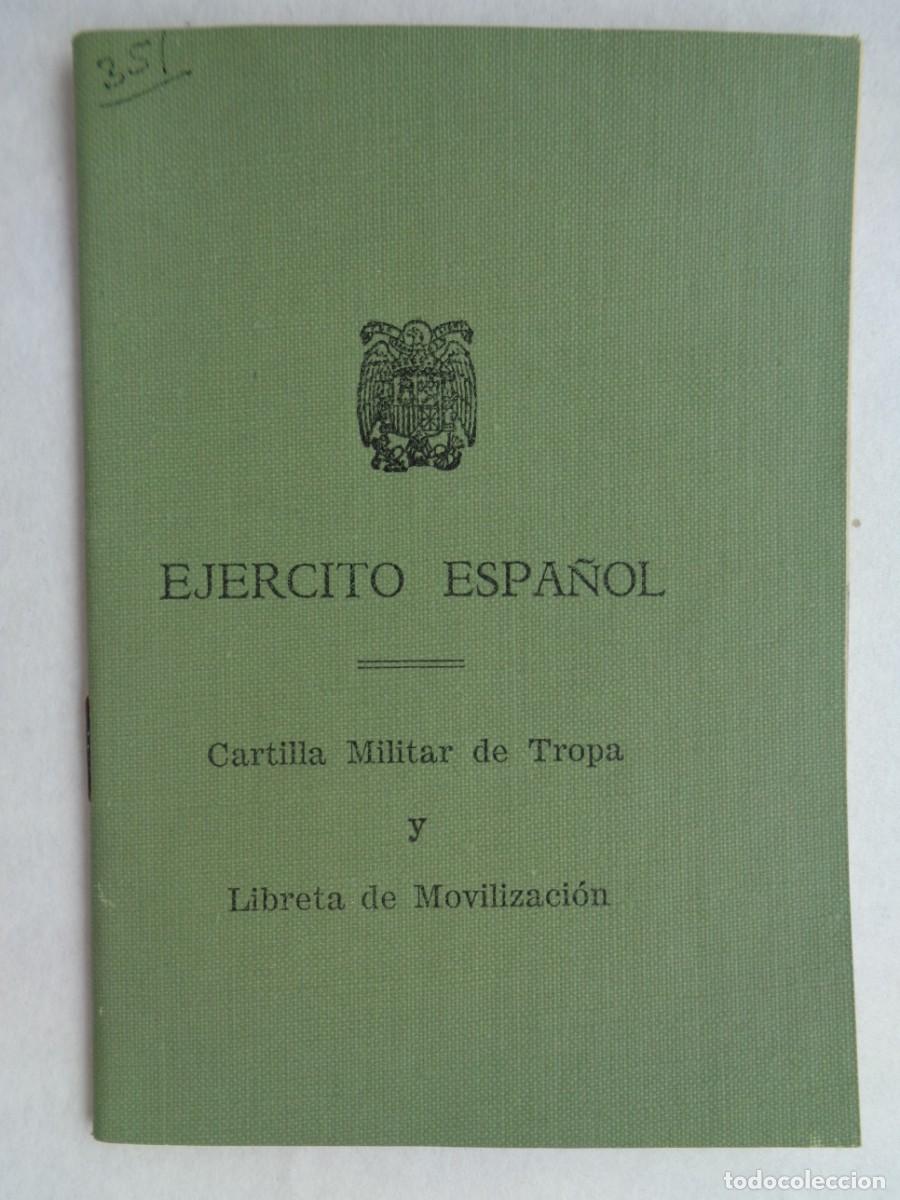 351
EJERCITO ESPAÑOL
Cartilla Militar de Tropa
y
Libreta de Movilización
todocoleccion